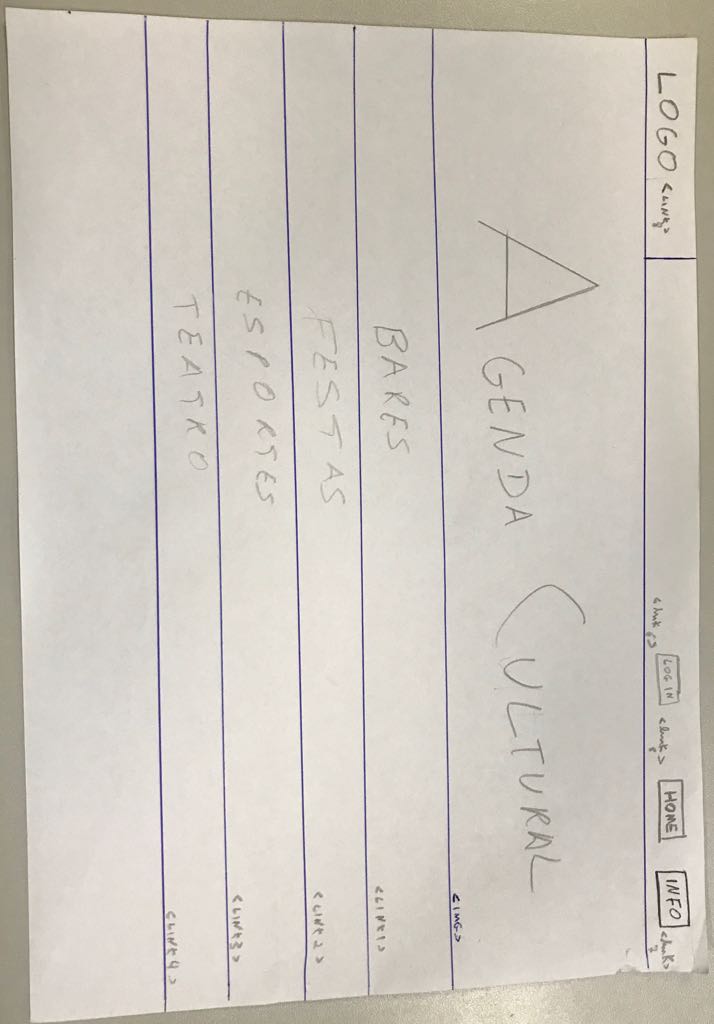 LOGO <LINK8> <link 6> LOG IN <link 5> HOME INFO <link> 7
AGENDA CULTURAL
<IMG>
BARES
<LINK1>
FESTAS
<LINK2>
ESPORTES
<LINK3>
TEATRO
<LINK4>